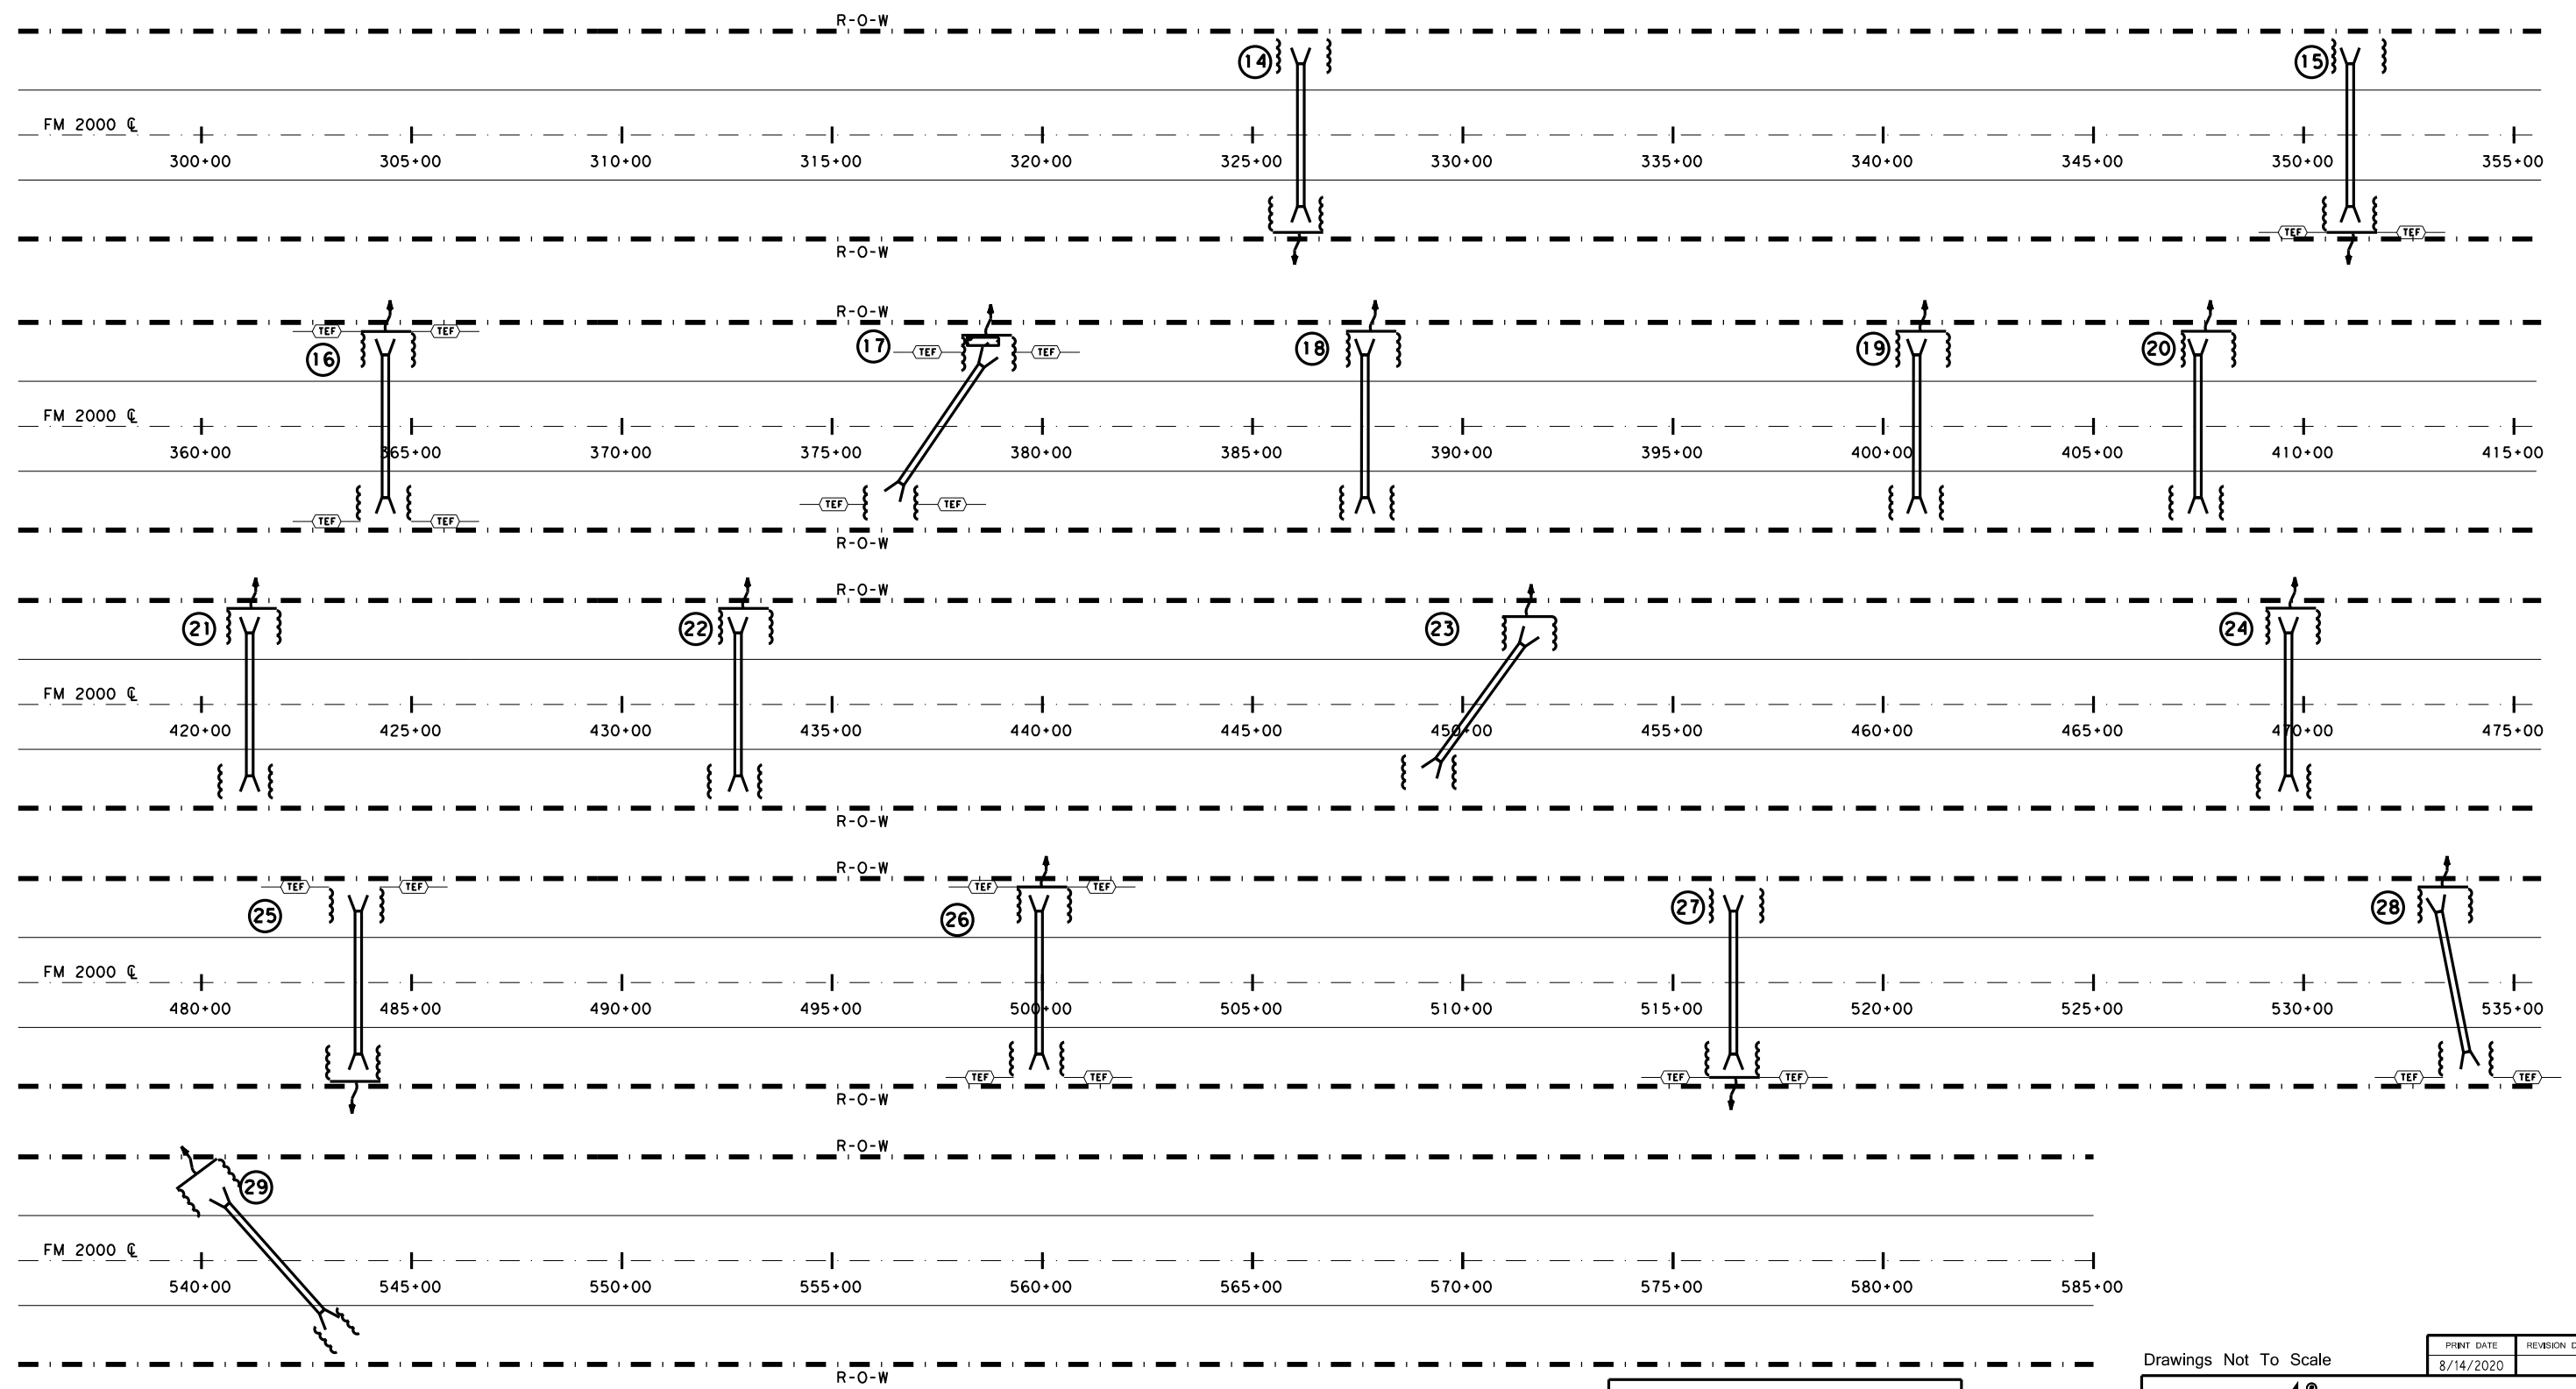 R-O-W
14 15
FM 2000 ℄
300+00 305+00 310+00 315+00 320+00 325+00 330+00 335+00 340+00 345+00 350+00 355+00
TEF TEF
R-O-W
R-O-W
TEF TEF
16 17 18 19 20
TEF TEF
FM 2000 ℄
360+00 365+00 370+00 375+00 380+00 385+00 390+00 395+00 400+00 405+00 410+00 415+00
TEF TEF
TEF TEF
R-O-W
R-O-W
21 22 23 24
FM 2000 ℄
420+00 425+00 430+00 435+00 440+00 445+00 450+00 455+00 460+00 465+00 470+00 475+00
R-O-W
R-O-W
TEF TEF TEF TEF
25 26 27 28
FM 2000 ℄
480+00 485+00 490+00 495+00 500+00 505+00 510+00 515+00 520+00 525+00 530+00 535+00
TEF TEF TEF TEF TEF TEF
R-O-W
R-O-W
29
FM 2000 ℄
540+00 545+00 550+00 555+00 560+00 565+00 570+00 575+00 580+00 585+00
R-O-W
Drawings Not To Scale
PRINT DATE REVISION D
8/14/2020